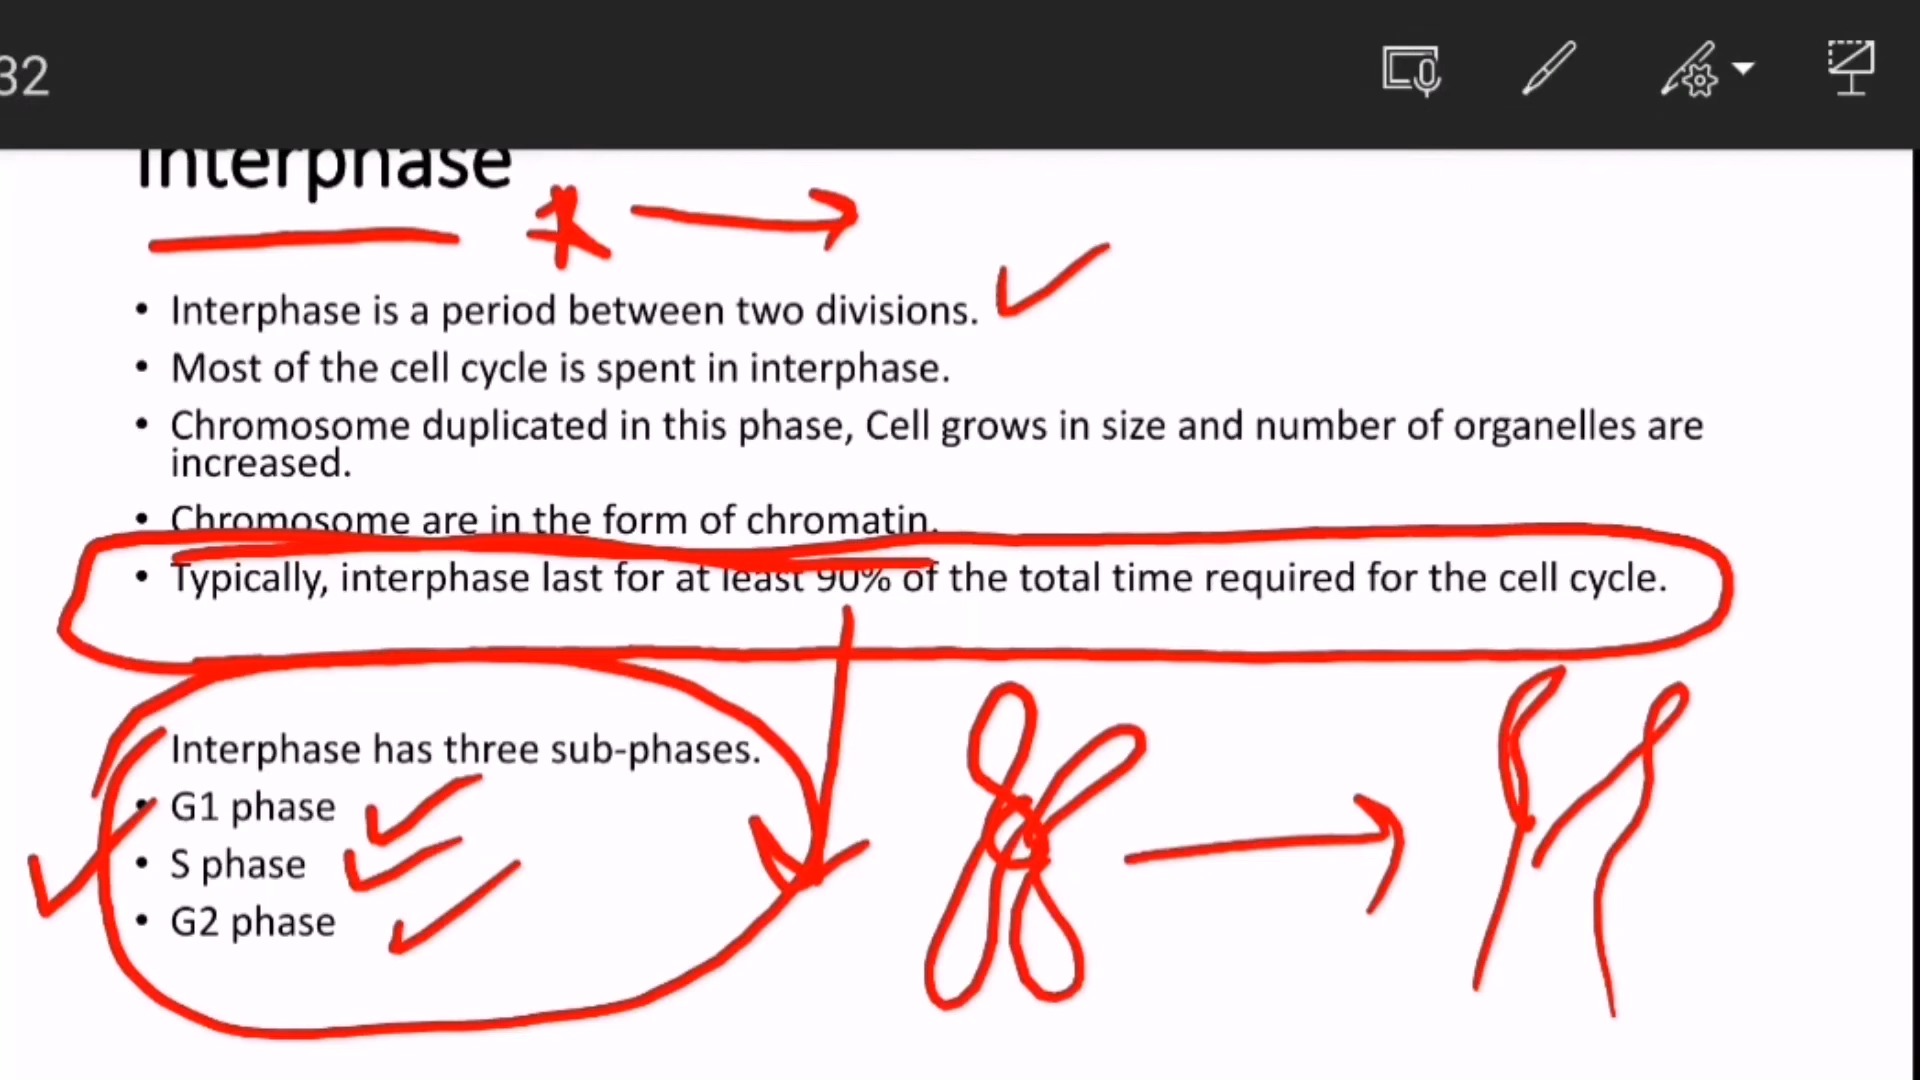 32
Interphase
• Interphase is a period between two divisions.
• Most of the cell cycle is spent in interphase.
• Chromosome duplicated in this phase, Cell grows in size and number of organelles are
increased.
• Chromosome are in the form of chromatin.
• Typically, interphase last for at least 90% of the total time required for the cell cycle.
Interphase has three sub-phases.
• G1 phase
• S phase
• G2 phase